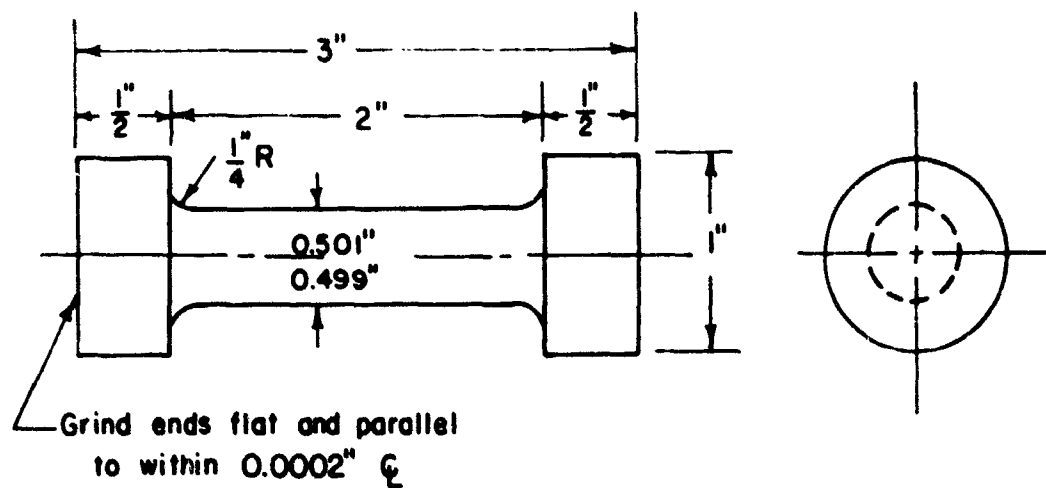 3"
1/2"
2"
1/2"
1/4" R
0.501"
0.499"
1"
Grind ends flat and parallel
to within 0.0002" ℄